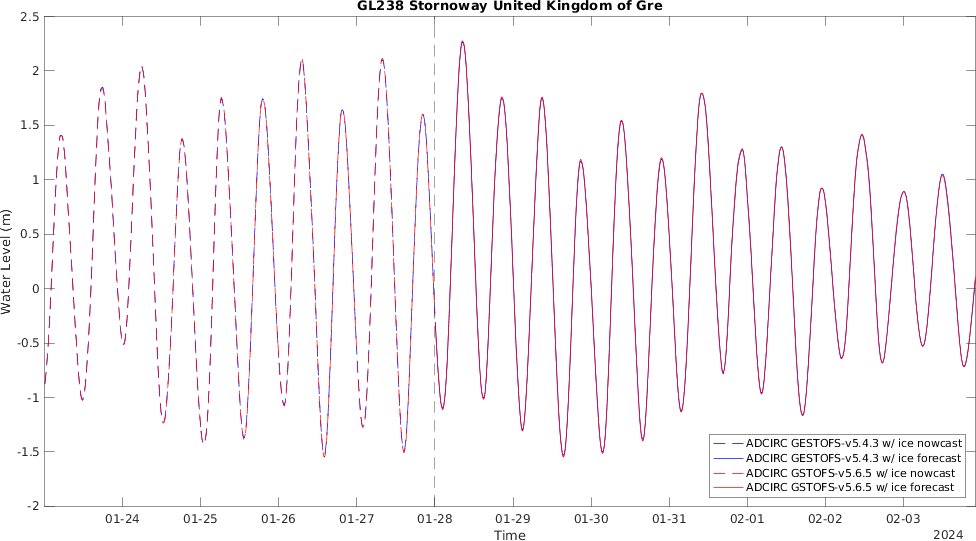 GL238 Stornoway United Kingdom of Gre
2.5
2
1.5
1
0.5
0
-0.5
-1
-1.5
-2
Water Level (m)
ADCIRC GESTOFS-v5.4.3 w/ ice nowcast
ADCIRC GESTOFS-v5.4.3 w/ ice forecast
ADCIRC GSTOFS-v5.6.5 w/ ice nowcast
ADCIRC GSTOFS-v5.6.5 w/ ice forecast
01-24 01-25 01-26 01-27 01-28 01-29 01-30 01-31 02-01 02-02 02-03
Time
2024